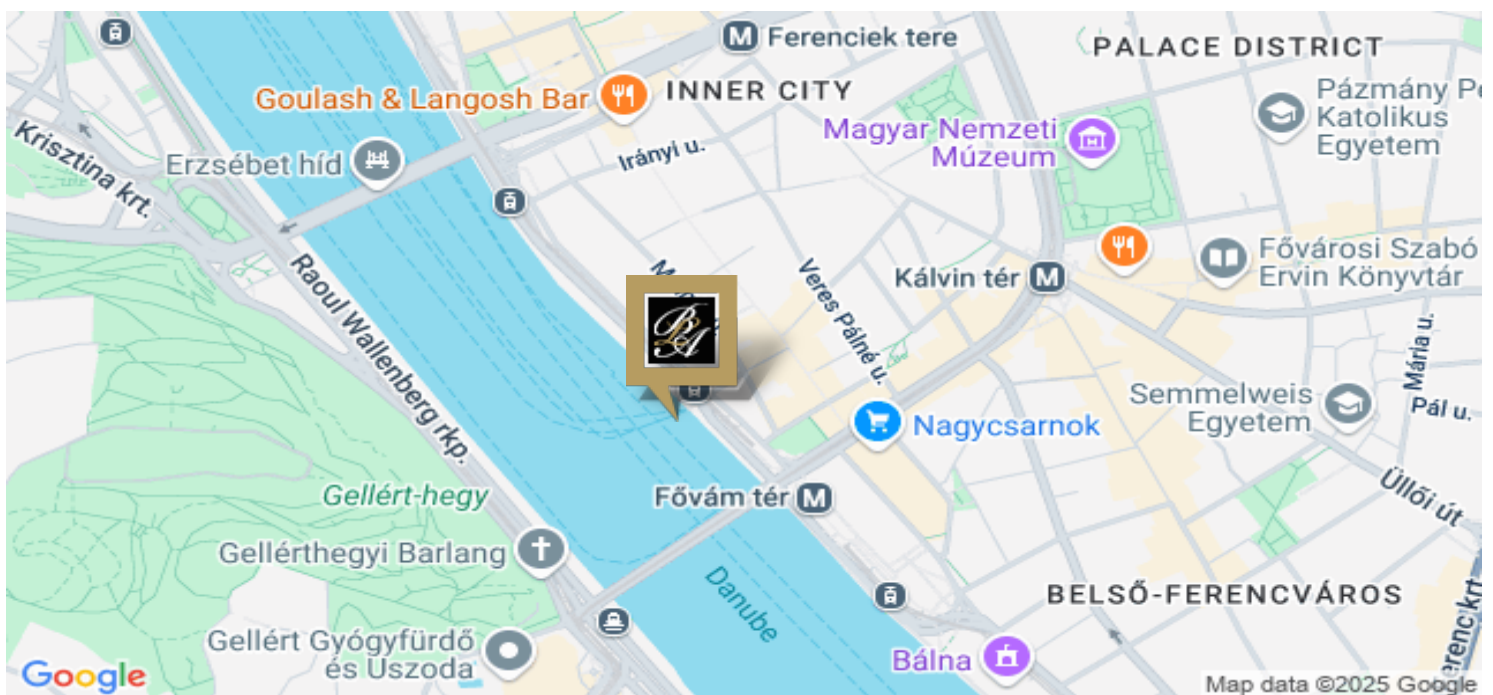 Ferenciek tere
PALACE DISTRICT
Goulash & Langosh Bar
INNER CITY
Pázmány P
Katolikus
Egyetem
Magyar Nemzeti
Múzeum
Krisztina krt.
Erzsébet híd
Irányi u.
Fővárosi Szabó
Ervin Könyvtár
Kálvin tér
Veres Pálné u.
Raoul Wallenberg rkp.
Mária u.
Semmelweis
Egyetem
Pál u.
Nagycsarnok
Gellért-hegy
Fővám tér
Üllői út
Gellérthegyi Barlang
Danube
BELSŐ-FERENCVÁROS
Gellért Gyógyfürdő
és Uszoda
Bálna
erenc krt
Google
Map data ©2025 Google